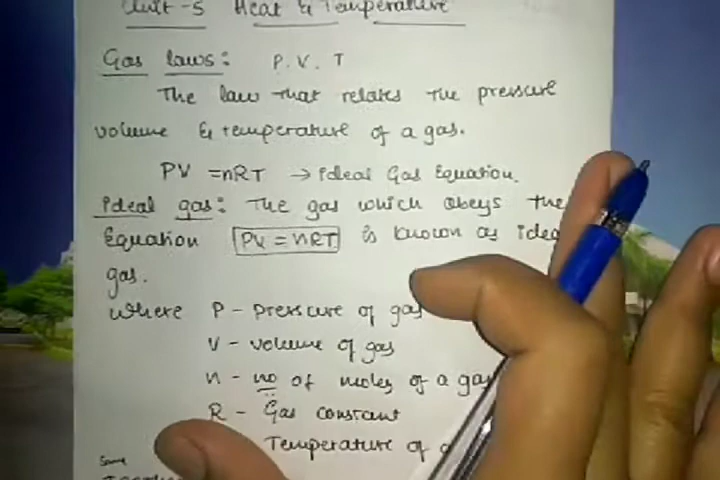 Unit-5 Heat & Temperature
Gas laws: P. V. T
The law that relates the pressure
volume & temperature of a gas.
PV = nRT → Ideal Gas Equation.
Ideal gas: The gas which obeys the
Equation PV = nRT is known as
gas.
where P - pressure of gas
V - volume of gas
n - no of moles of a gas
R - Gas constant
Temperature of
Some